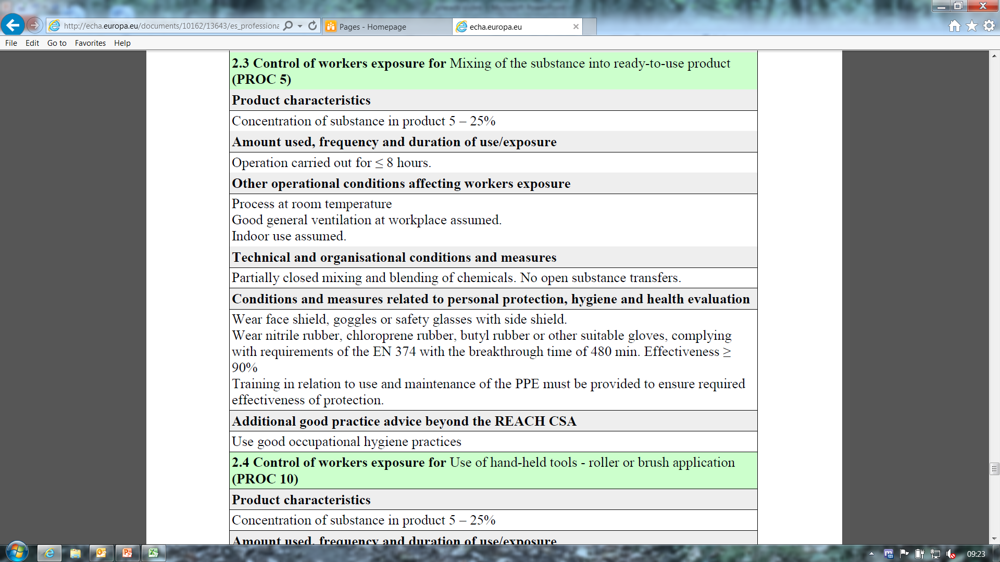 http://echa.europa.eu/documents/10162/13643/es_professiona
Pages - Homepage
echa.europa.eu
File Edit Go to Favorites Help
2.3 Control of workers exposure for Mixing of the substance into ready-to-use product
(PROC 5)
Product characteristics
Concentration of substance in product 5 – 25%
Amount used, frequency and duration of use/exposure
Operation carried out for ≤ 8 hours.
Other operational conditions affecting workers exposure
Process at room temperature
Good general ventilation at workplace assumed.
Indoor use assumed.
Technical and organisational conditions and measures
Partially closed mixing and blending of chemicals. No open substance transfers.
Conditions and measures related to personal protection, hygiene and health evaluation
Wear face shield, goggles or safety glasses with side shield.
Wear nitrile rubber, chloroprene rubber, butyl rubber or other suitable gloves, complying
with requirements of the EN 374 with the breakthrough time of 480 min. Effectiveness ≥
90%
Training in relation to use and maintenance of the PPE must be provided to ensure required
effectiveness of protection.
Additional good practice advice beyond the REACH CSA
Use good occupational hygiene practices
2.4 Control of workers exposure for Use of hand-held tools - roller or brush application
(PROC 10)
Product characteristics
Concentration of substance in product 5 – 25%
Amount used, frequency and duration of use/exposure
09:23